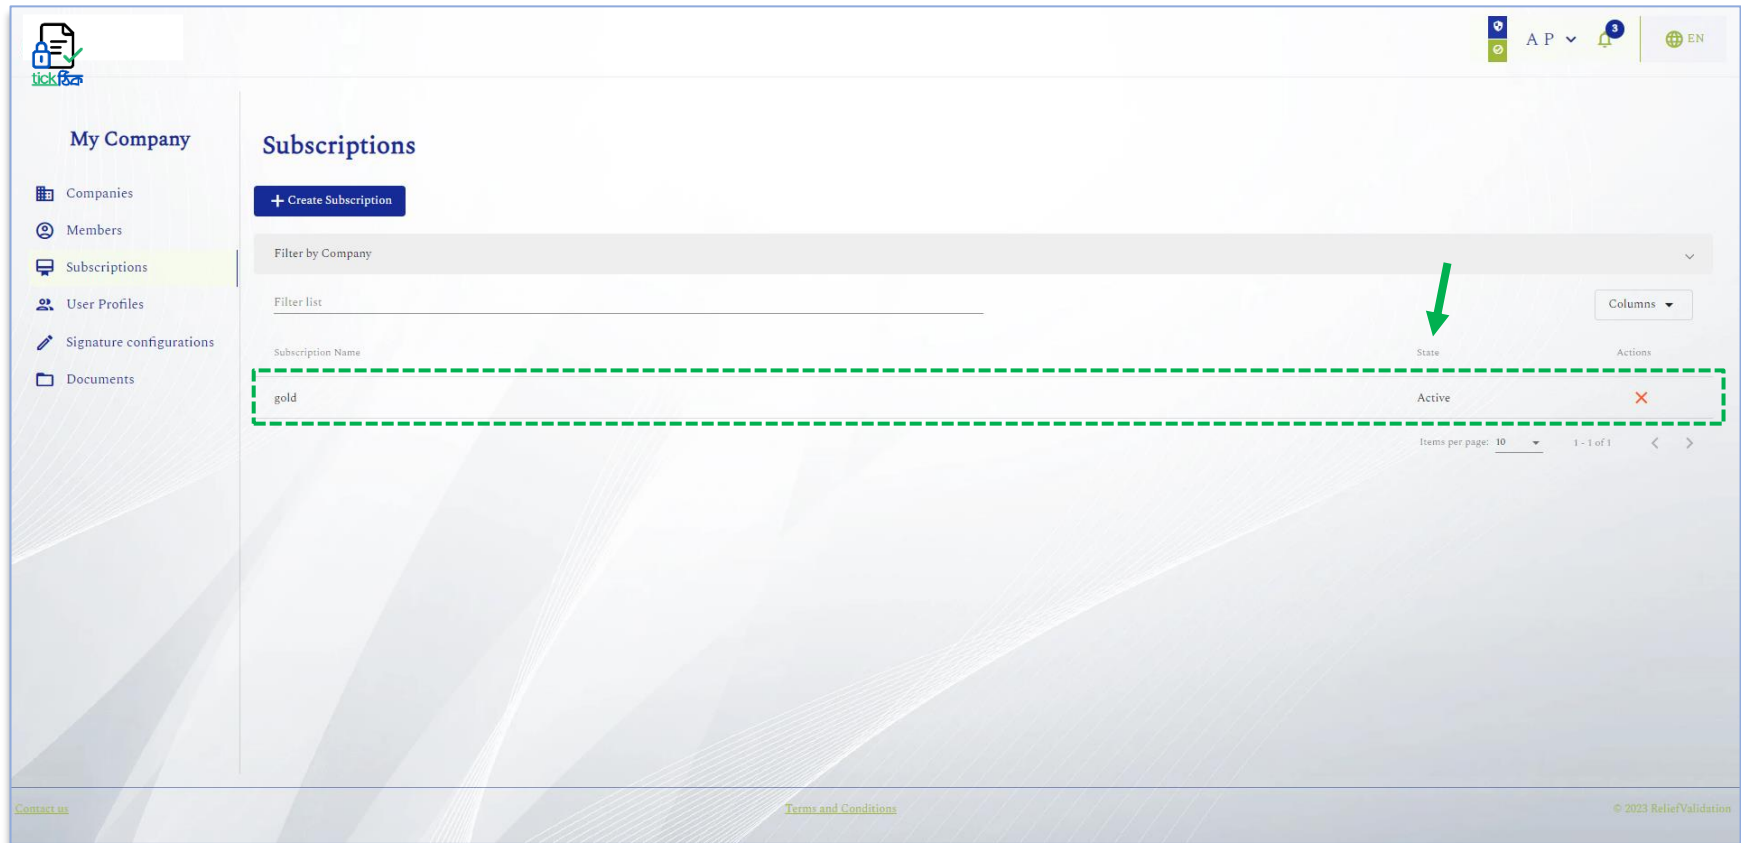 A P
3
EN
tickठिक
My Company
Companies
Members
Subscriptions
User Profiles
Signature configurations
Documents
Subscriptions
+ Create Subscription
Filter by Company
Filter list
Columns
Subscription Name State Actions
gold Active
Items per page: 10 1 - 1 of 1
Contact us Terms and Conditions © 2023 ReliefValidation